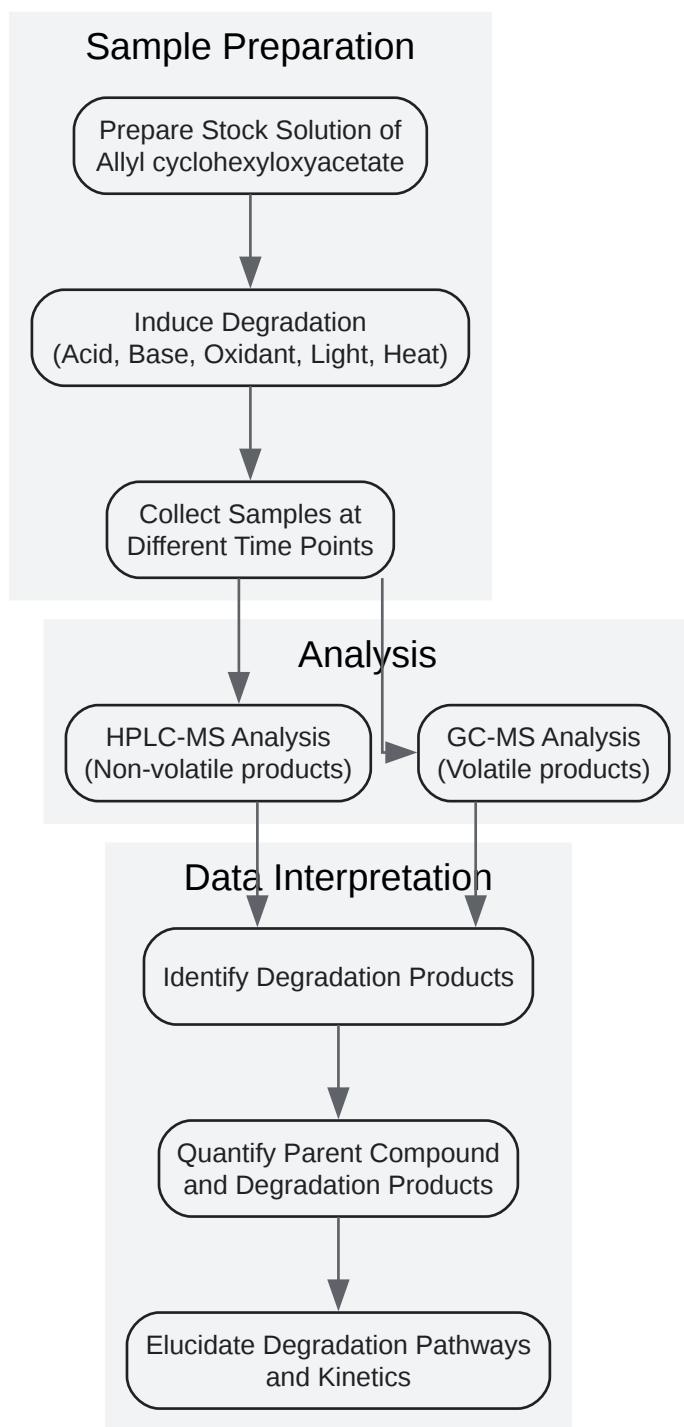 Sample Preparation
Prepare Stock Solution of
Allyl cyclohexyloxyacetate
Induce Degradation
(Acid, Base, Oxidant, Light, Heat)
Collect Samples at
Different Time Points
Analysis
HPLC-MS Analysis
(Non-volatile products)
GC-MS Analysis
(Volatile products)
Data Interpretation
Identify Degradation Products
Quantify Parent Compound
and Degradation Products
Elucidate Degradation Pathways
and Kinetics